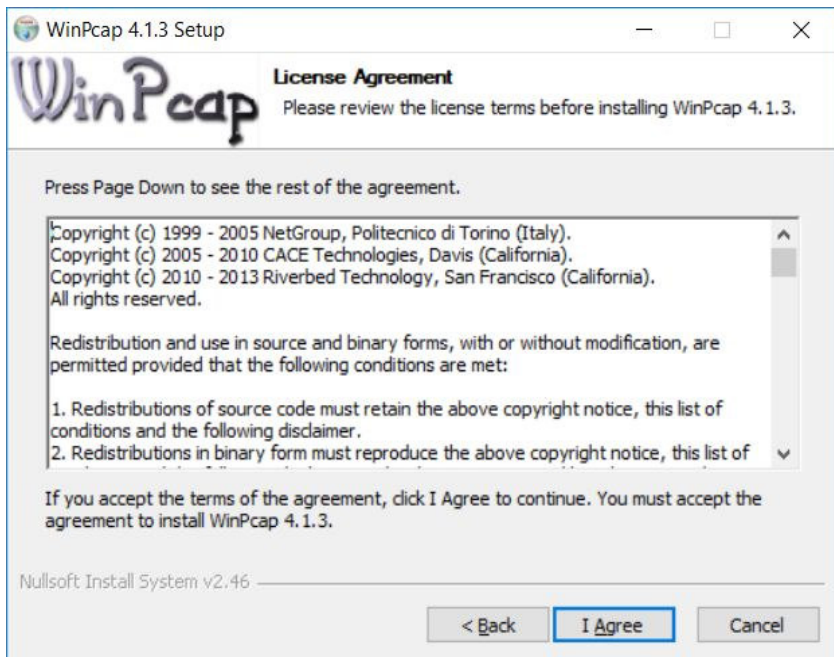 WinPcap 4.1.3 Setup
WinPcap
License Agreement
Please review the license terms before installing WinPcap 4.1.3.
Press Page Down to see the rest of the agreement.
Copyright (c) 1999 - 2005 NetGroup, Politecnico di Torino (Italy).
Copyright (c) 2005 - 2010 CACE Technologies, Davis (California).
Copyright (c) 2010 - 2013 Riverbed Technology, San Francisco (California).
All rights reserved.
Redistribution and use in source and binary forms, with or without modification, are
permitted provided that the following conditions are met:
1. Redistributions of source code must retain the above copyright notice, this list of
conditions and the following disclaimer.
2. Redistributions in binary form must reproduce the above copyright notice, this list of
If you accept the terms of the agreement, click I Agree to continue. You must accept the
agreement to install WinPcap 4.1.3.
Nullsoft Install System v2.46
< Back
I Agree
Cancel